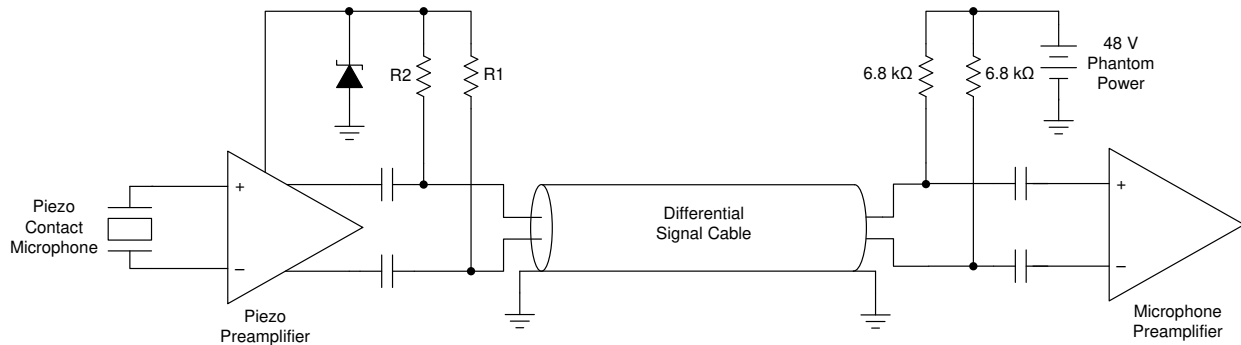 R2
R1
6.8 kΩ
6.8 kΩ
48 V
Phantom
Power
+
−
Piezo
Contact
Microphone
Piezo
Preamplifier
Differential
Signal Cable
+
−
Microphone
Preamplifier